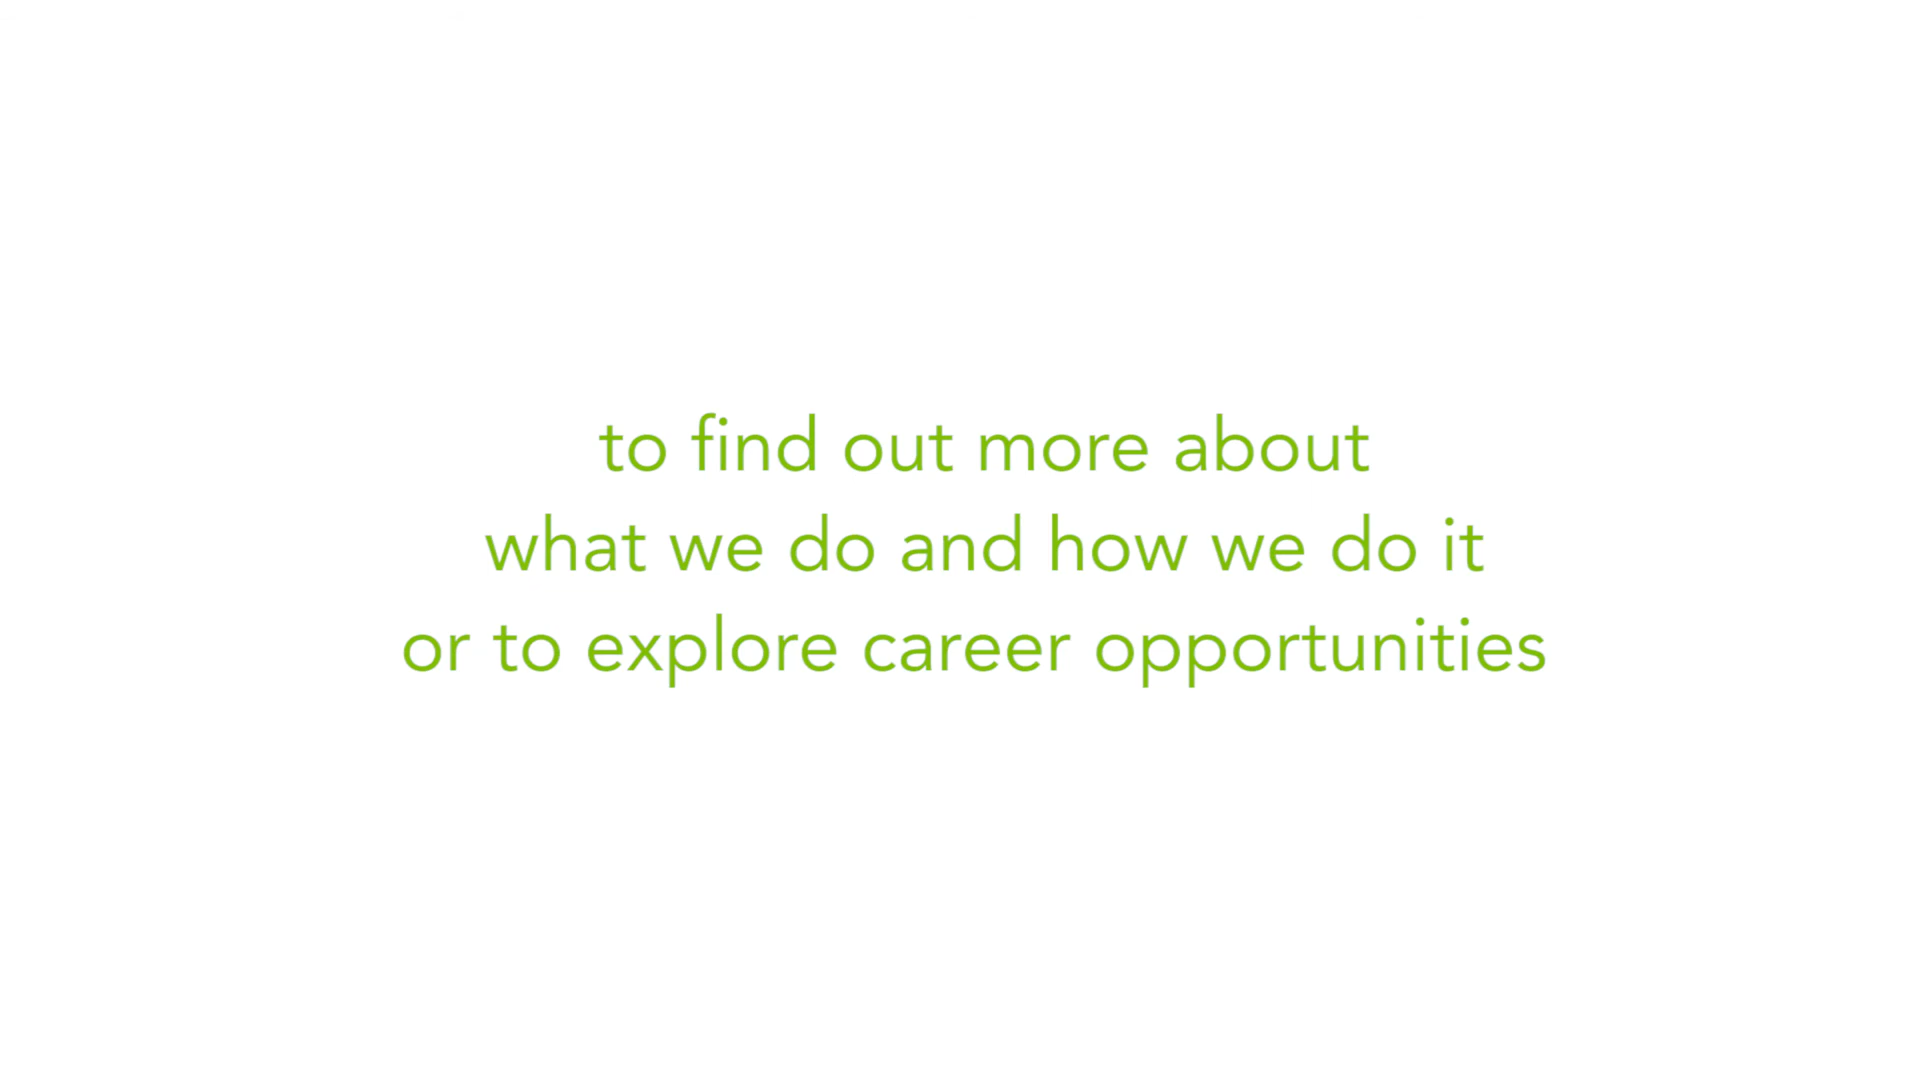 to find out more about
what we do and how we do it
or to explore career opportunities